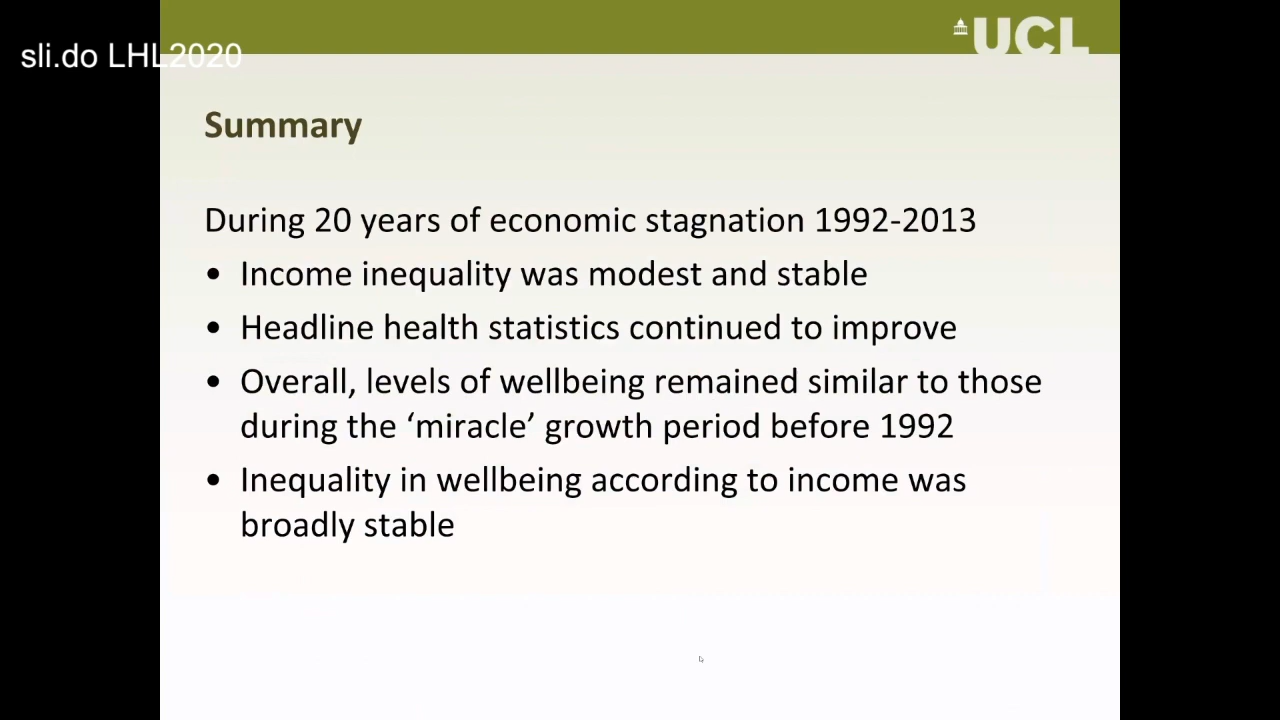 sli.do LHL2020
UCL
Summary
During 20 years of economic stagnation 1992-2013
• Income inequality was modest and stable
• Headline health statistics continued to improve
• Overall, levels of wellbeing remained similar to those
during the ‘miracle’ growth period before 1992
• Inequality in wellbeing according to income was
broadly stable